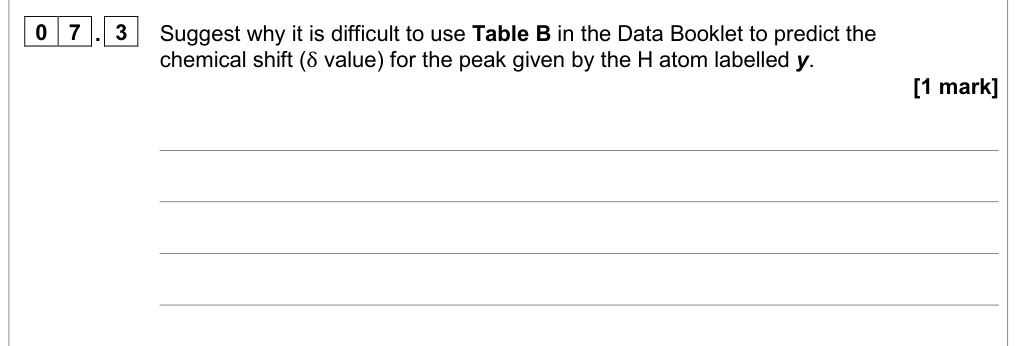 0 7 . 3 Suggest why it is difficult to use Table B in the Data Booklet to predict the
chemical shift (δ value) for the peak given by the H atom labelled y.
[1 mark]